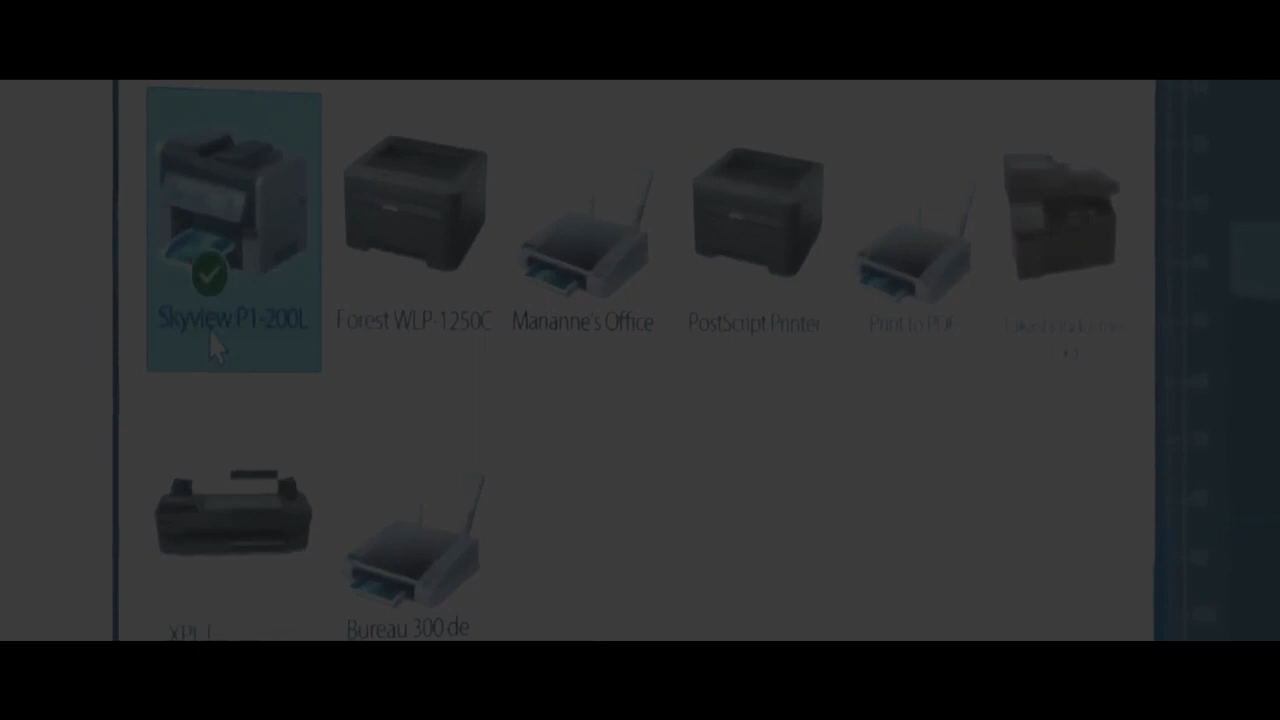 Skyview P1-200L
Forest WLP-1250C
Marianne's Office
PostScript Printer
Print to PDF
Bureau 300 de